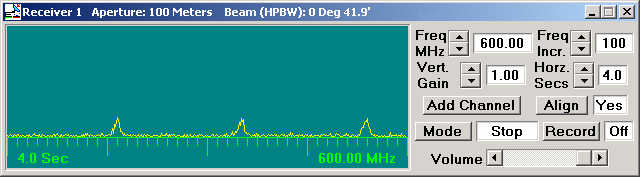 Receiver 1 Aperture: 100 Meters Beam (HPBW): 0 Deg 41.9'
Freq MHz 600.00 Freq Incr. 100
Vert. Gain 1.00 Horz. Secs 4.0
Add Channel Align Yes
Mode Stop Record Off
Volume
4.0 Sec 600.00 MHz